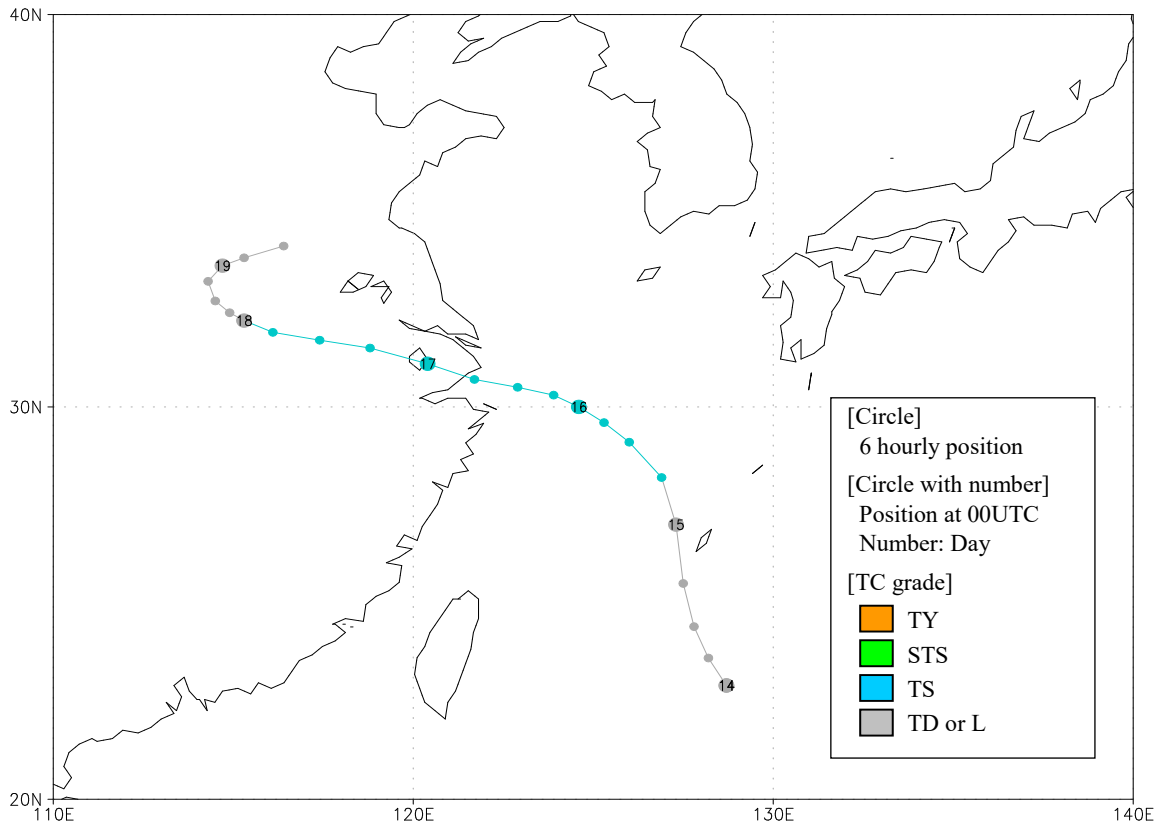 40N
19
18
17
16
30N
15
14
20N
110E
120E
130E
140E
[Circle]
6 hourly position
[Circle with number]
Position at 00UTC
Number: Day
[TC grade]
TY
STS
TS
TD or L